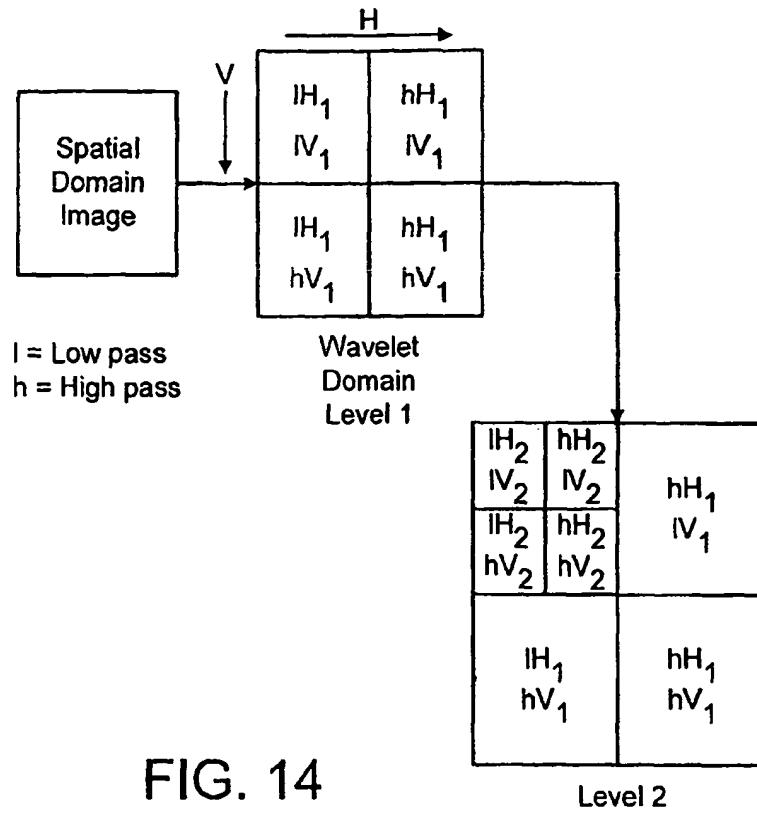 H
V
Spatial
Domain
Image
lH1 hH1
lV1 lV1
lH1 hH1
hV1 hV1
l = Low pass
h = High pass
Wavelet
Domain
Level 1
lH2 hH2
lV2 lV2
hH1
lV1
lH2 hH2
hV2 hV2
lH1 hH1
hV1 hV1
FIG. 14
Level 2